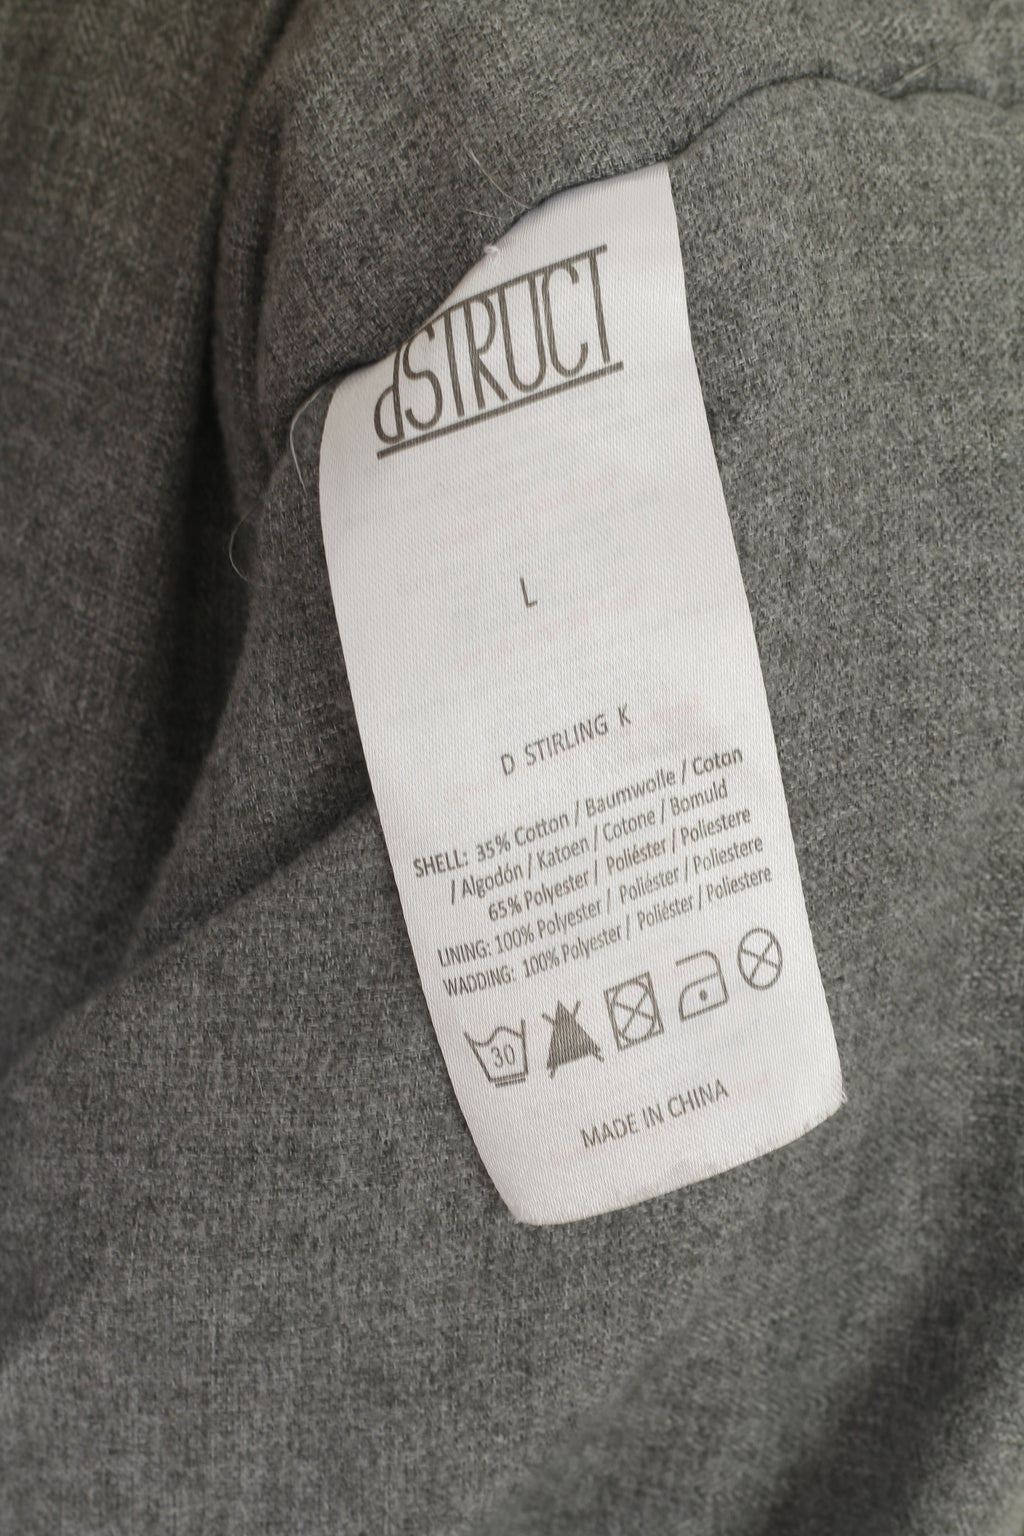 dSTRUCT
L
D STIRLING K
SHELL: 35% Cotton / Baumwolle / Coton
/ Algodón / Katoen / Cotone / Bomuld
65% Polyester / Poliéster / Poliestere
LINING: 100% Polyester / Poliéster / Poliestere
WADDING: 100% Polyester / Poliéster / Poliestere
30
MADE IN CHINA